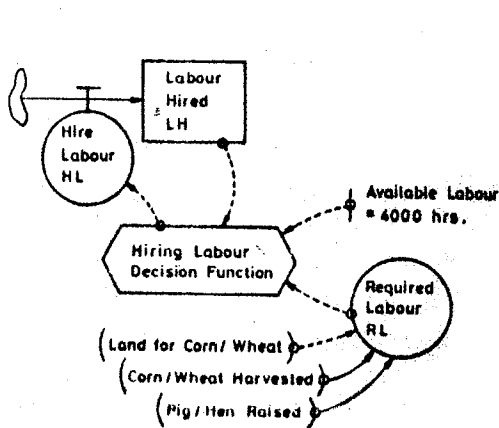 Labour
Hired
LH
Hire
Labour
HL
Available Labour
= 4000 hrs.
Hiring Labour
Decision Function
Required
Labour
RL
(Land for Corn/Wheat)
(Corn/Wheat Harvested)
(Pig/Hen Raised)